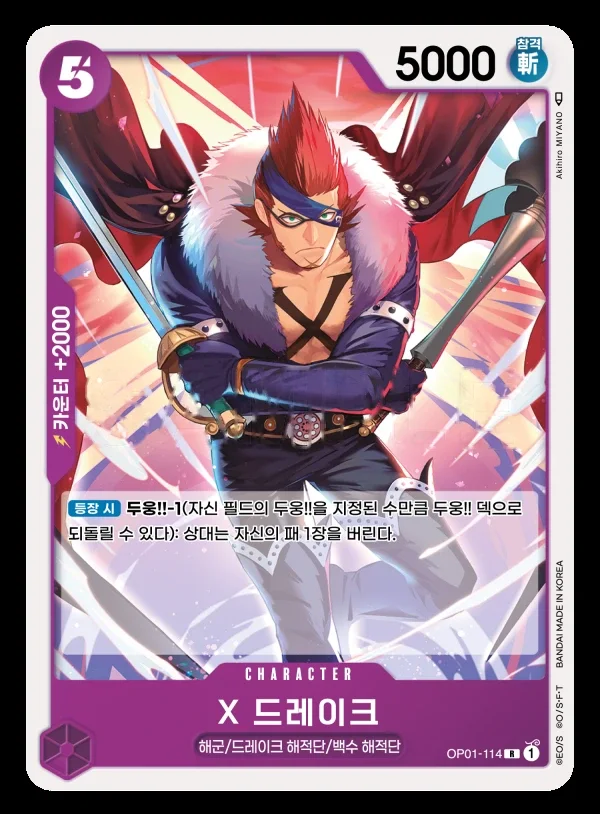 5
5000
참격
斬
Akihiro MIYANO
카운터 +2000
등장 시 두웅!!-1(자신 필드의 두웅!!을 지정된 수만큼 두웅!! 덱으로
되돌릴 수 있다): 상대는 자신의 패 1장을 버린다.
CHARACTER
X 드레이크
해군/드레이크 해적단/백수 해적단
OP01-114 R 1
©EO/S ©O/S·F·T BANDAI MADE IN KOREA